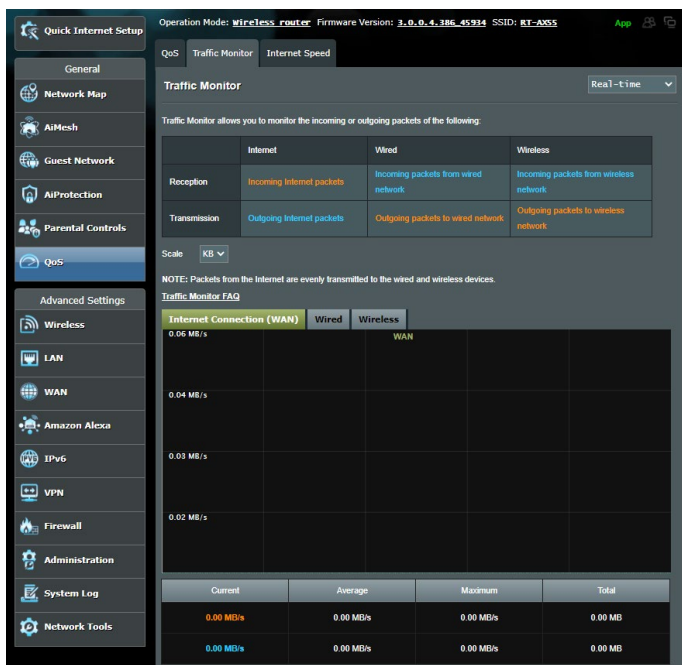 Quick Internet Setup
General
Network Map
AiMesh
Guest Network
AiProtection
Parental Controls
QoS
Advanced Settings
Wireless
LAN
WAN
Amazon Alexa
IPv6
VPN
Firewall
Administration
System Log
Network Tools
Operation Mode: Wireless router Firmware Version: 3.0.0.4.386_45934 SSID: RT-AX55 App
QoS Traffic Monitor Internet Speed
Traffic Monitor Real-time
Traffic Monitor allows you to monitor the incoming or outgoing packets of the following:
Internet Wired Wireless
Reception Incoming Internet packets Incoming packets from wired network Incoming packets from wireless network
Transmission Outgoing Internet packets Outgoing packets to wired network Outgoing packets to wireless network
Scale KB
NOTE: Packets from the Internet are evenly transmitted to the wired and wireless devices.
Traffic Monitor FAQ
Internet Connection (WAN) Wired Wireless
0.06 MB/s WAN
0.04 MB/s
0.03 MB/s
0.02 MB/s
Current Average Maximum Total
0.00 MB/s 0.00 MB/s 0.00 MB/s 0.00 MB
0.00 MB/s 0.00 MB/s 0.00 MB/s 0.00 MB